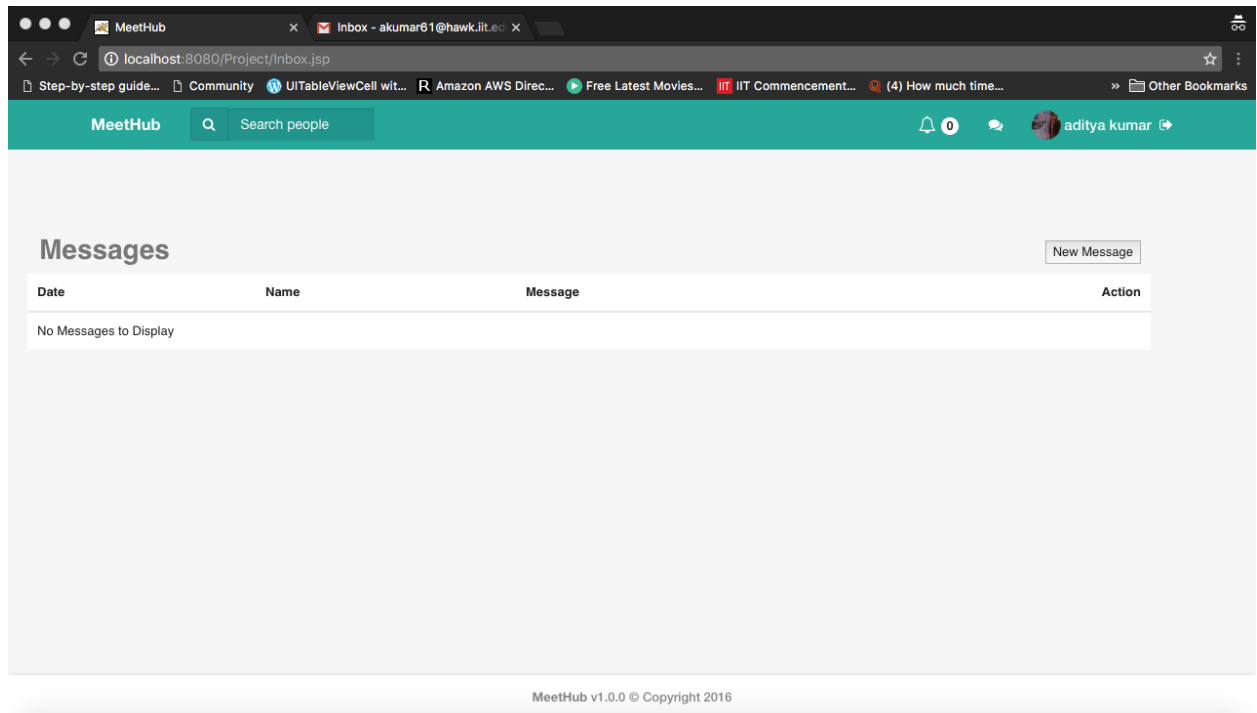 MeetHub
Inbox - akumar61@hawk.iit.ed
localhost:8080/Project/Inbox.jsp
Step-by-step guide... Community UITableViewCell wit... R Amazon AWS Direc... Free Latest Movies... IIT IIT Commencement... (4) How much time... » Other Bookmarks
MeetHub Search people 0 aditya kumar
Messages New Message
Date Name Message Action
No Messages to Display
MeetHub v1.0.0 © Copyright 2016